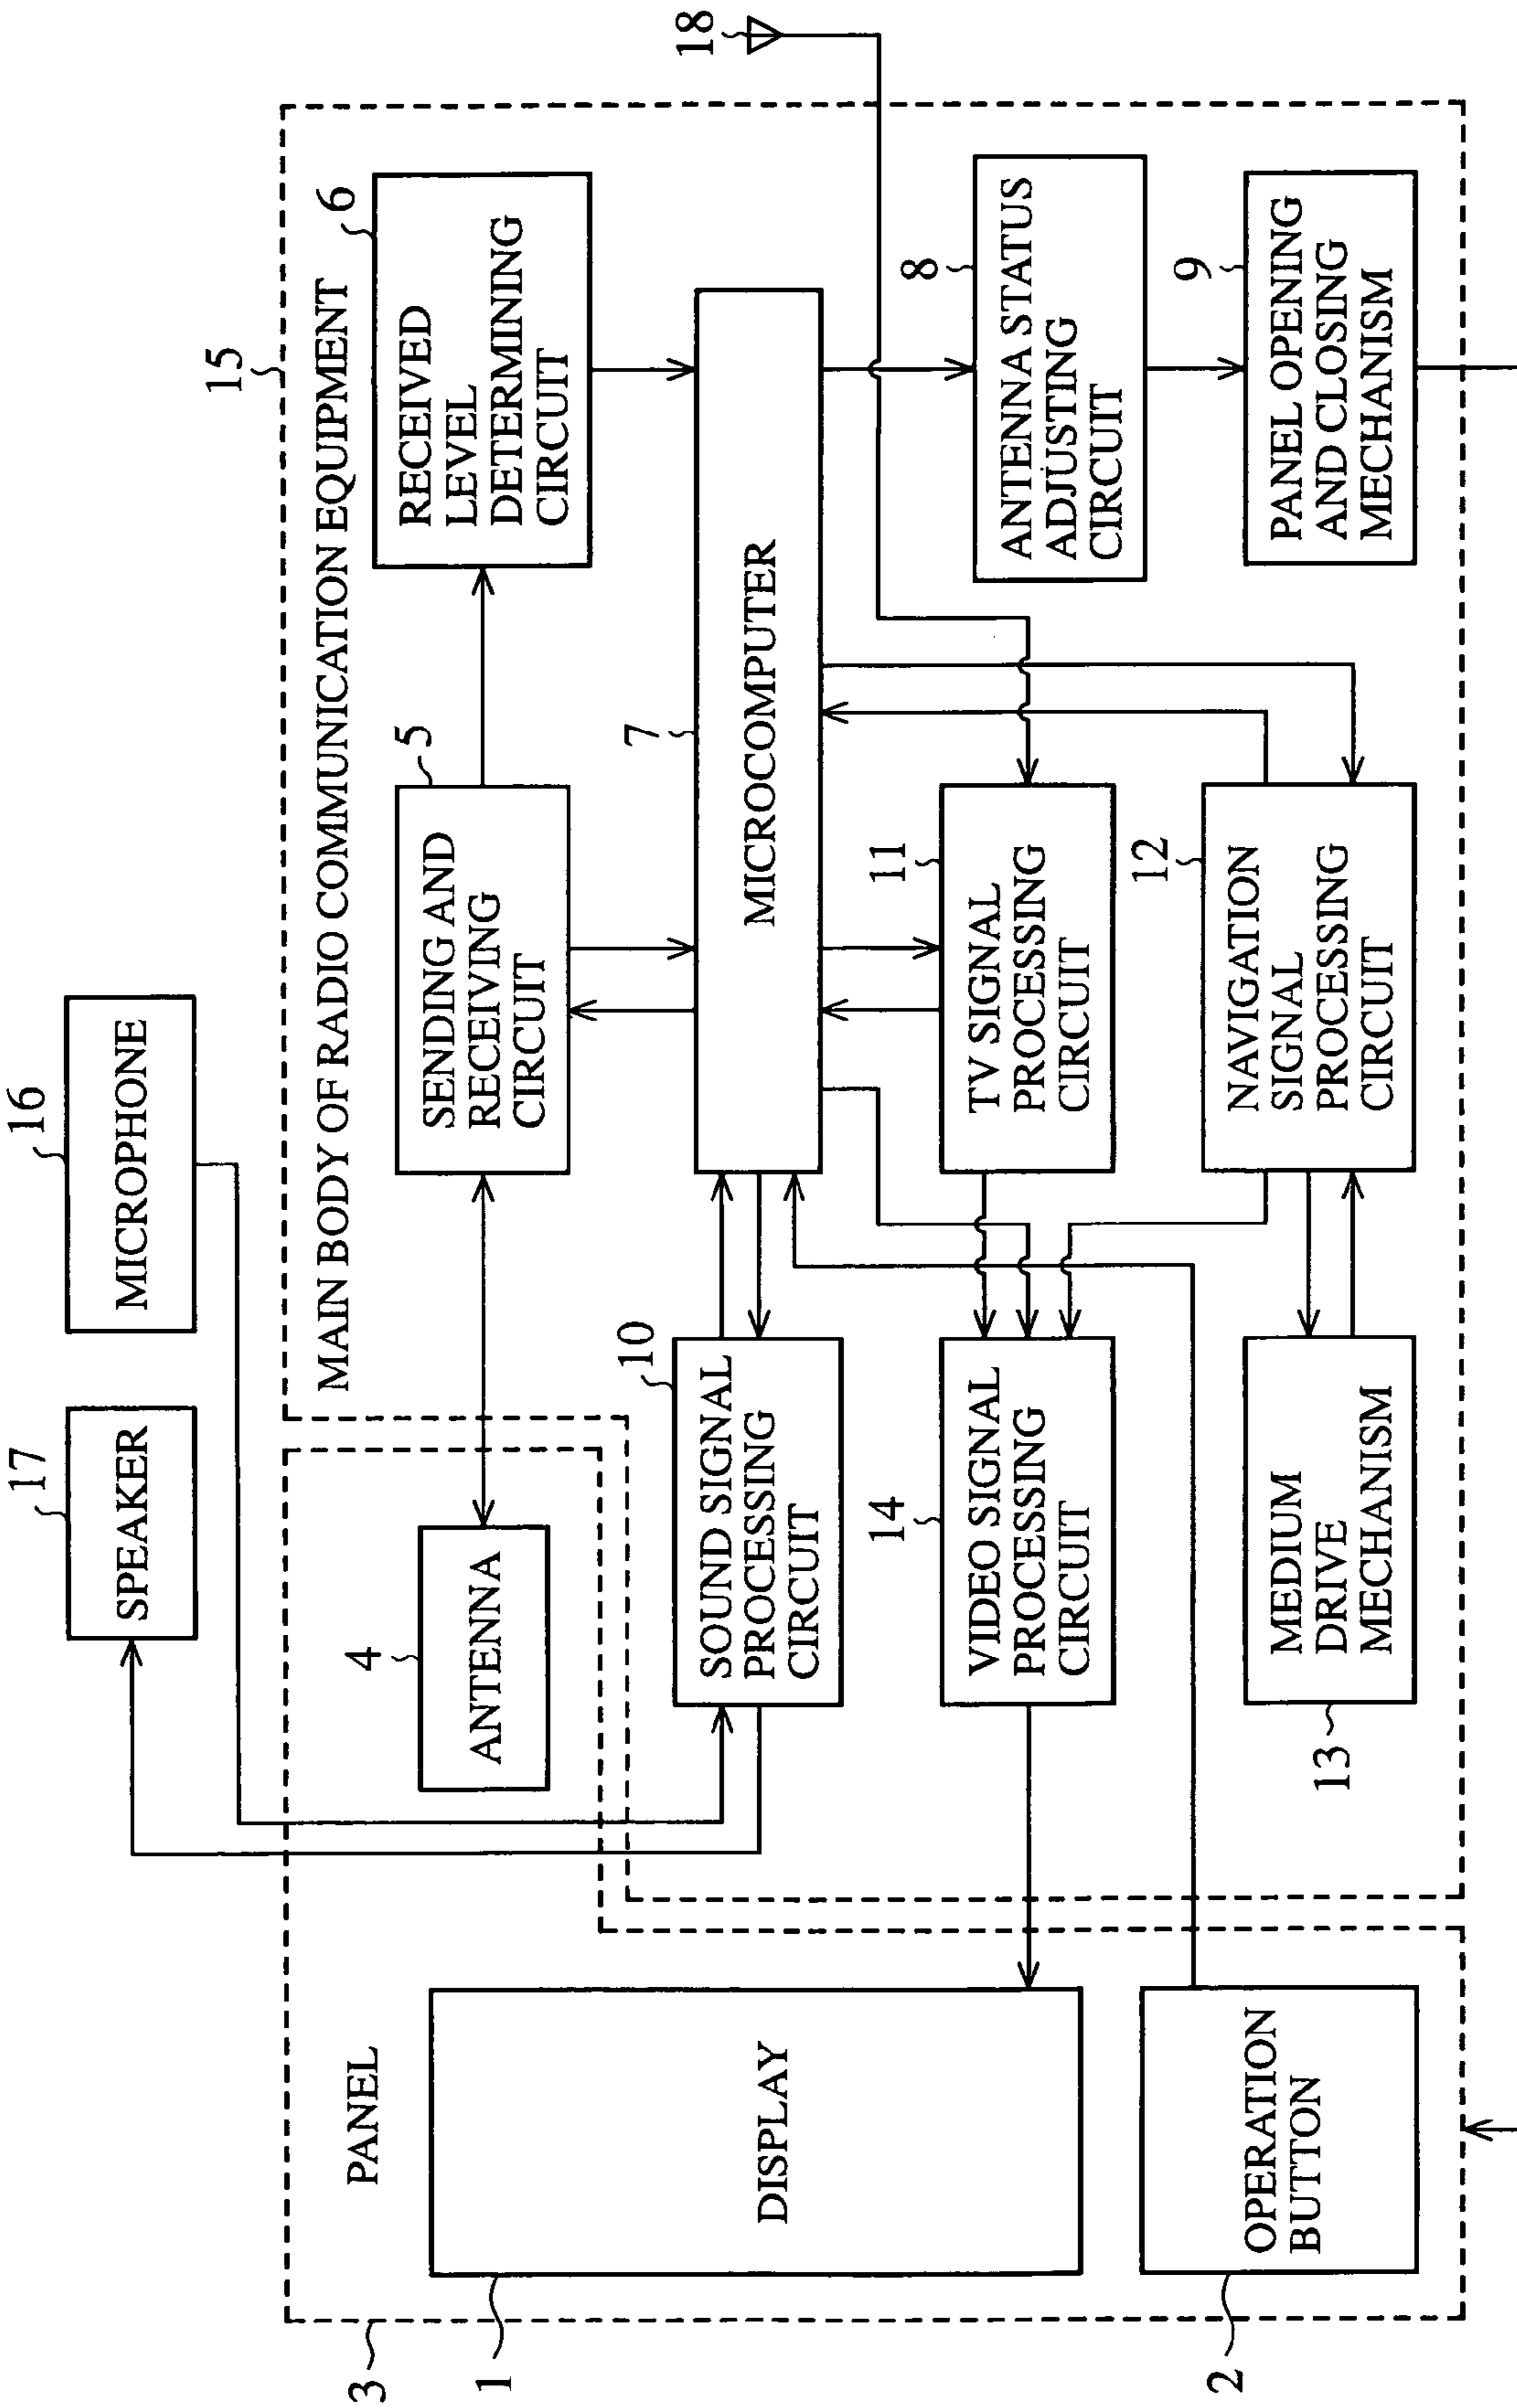 17
SPEAKER
16
MICROPHONE
18
15
MAIN BODY OF RADIO COMMUNICATION EQUIPMENT
3
PANEL
4
ANTENNA
5
SENDING AND
RECEIVING
CIRCUIT
6
RECEIVED
LEVEL
DETERMINING
CIRCUIT
1
DISPLAY
10
SOUND SIGNAL
PROCESSING
CIRCUIT
7
MICROCOMPUTER
14
VIDEO SIGNAL
PROCESSING
CIRCUIT
11
TV SIGNAL
PROCESSING
CIRCUIT
8
ANTENNA STATUS
ADJUSTING
CIRCUIT
2
OPERATION
BUTTON
13
MEDIUM
DRIVE
MECHANISM
12
NAVIGATION
SIGNAL
PROCESSING
CIRCUIT
9
PANEL OPENING
AND CLOSING
MECHANISM